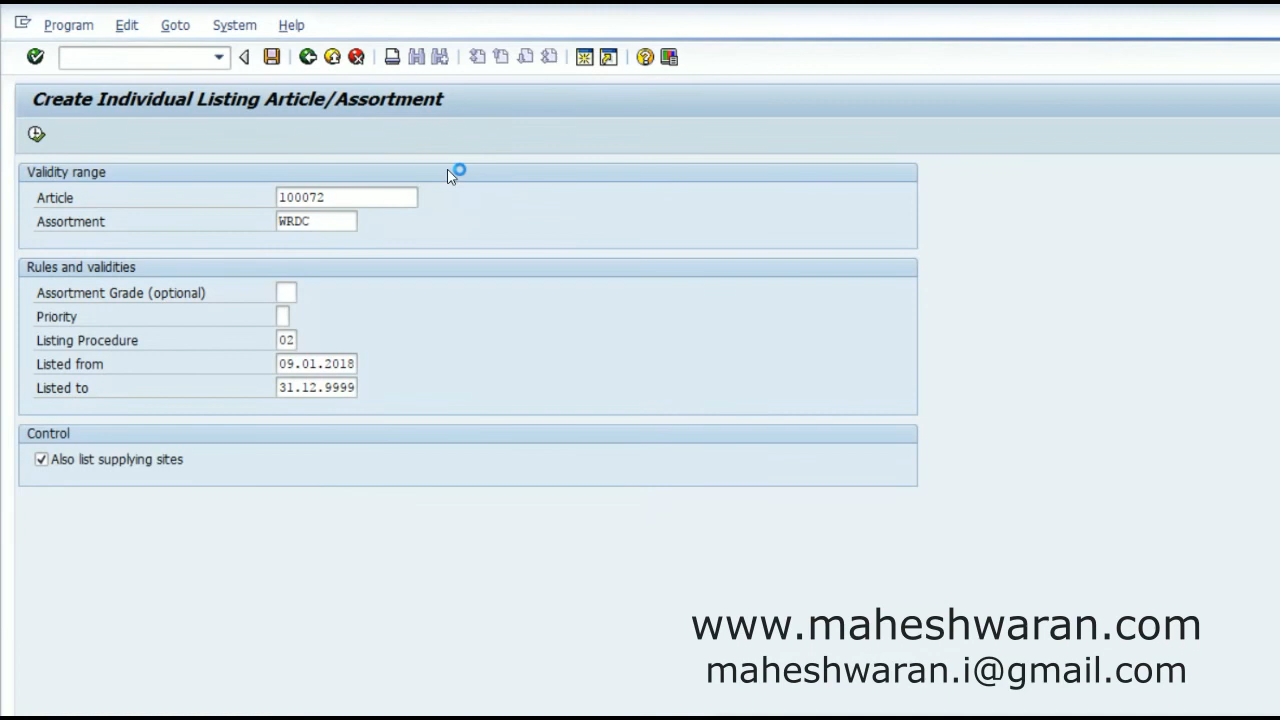 Program Edit Goto System Help
Create Individual Listing Article/Assortment
Validity range
Article 100072
Assortment WRDC
Rules and validities
Assortment Grade (optional)
Priority
Listing Procedure 02
Listed from 09.01.2018
Listed to 31.12.9999
Control
Also list supplying sites
www.maheshwaran.com
maheshwaran.i@gmail.com